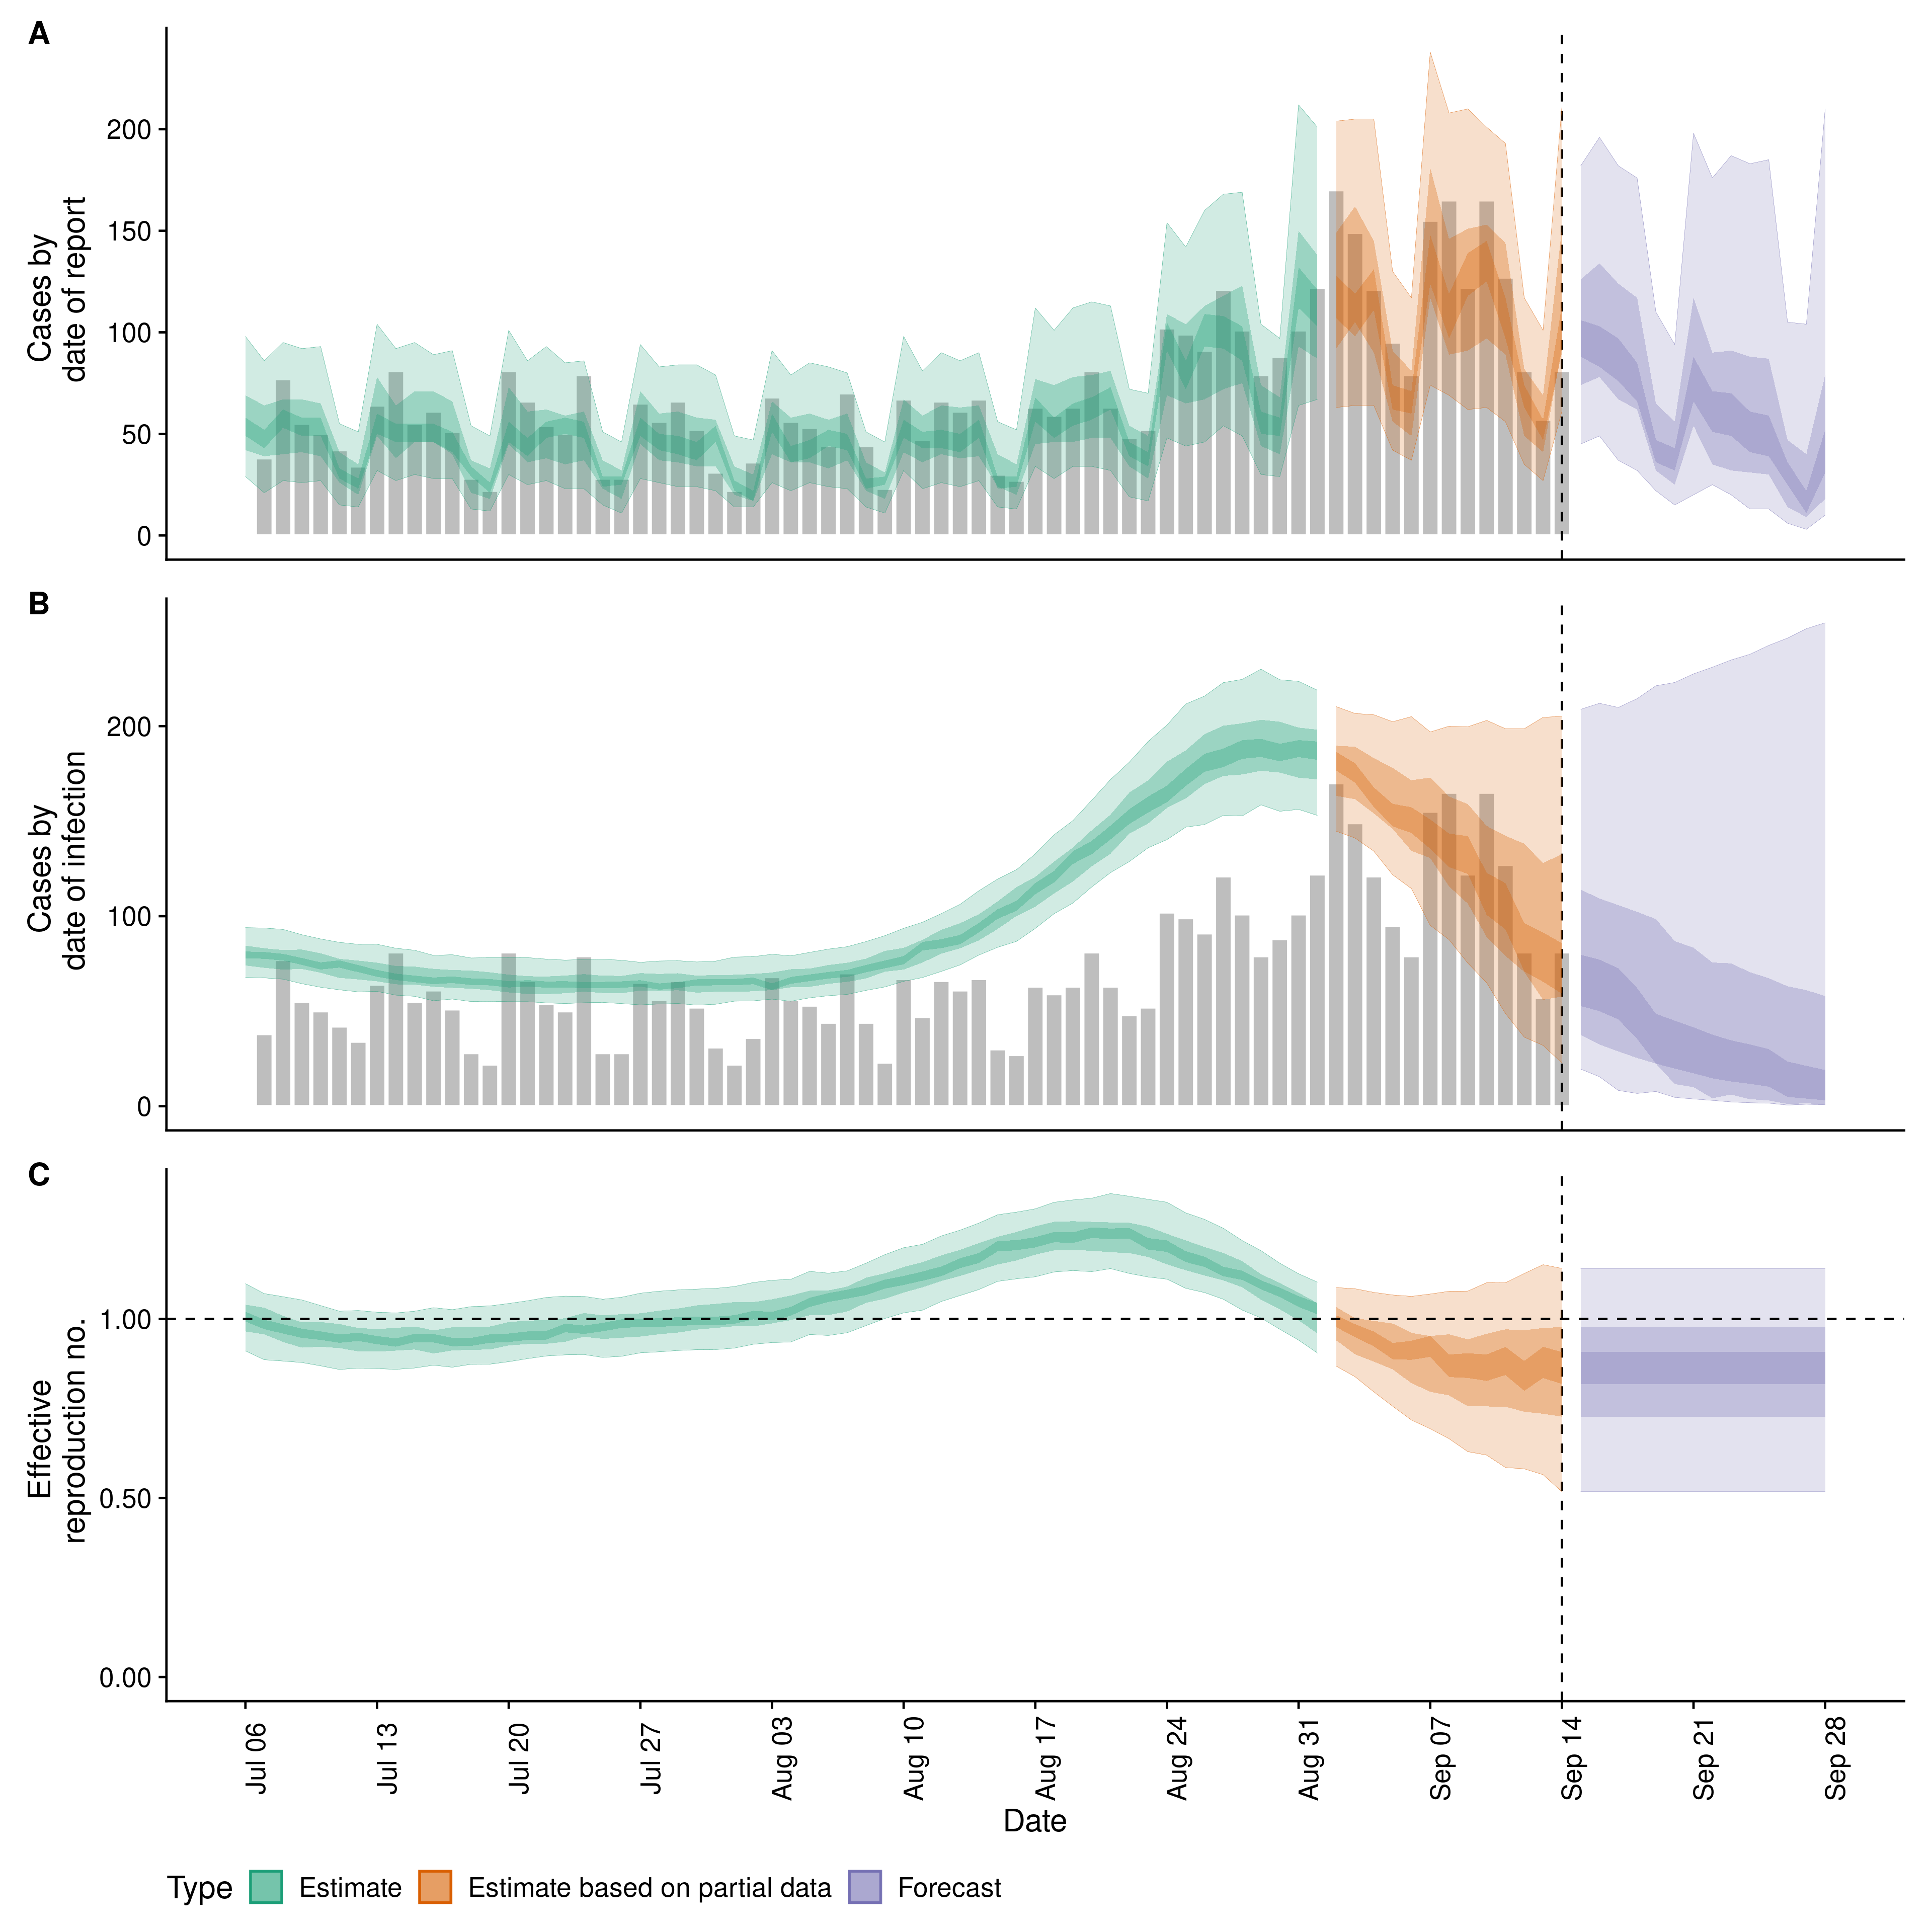 A
Cases by
date of report
200
150
100
50
0
B
Cases by
date of infection
200
100
0
C
Effective
reproduction no.
1.00
0.50
0.00
Jul 06
Jul 13
Jul 20
Jul 27
Aug 03
Aug 10
Aug 17
Aug 24
Aug 31
Sep 07
Sep 14
Sep 21
Sep 28
Date
Type Estimate Estimate based on partial data Forecast